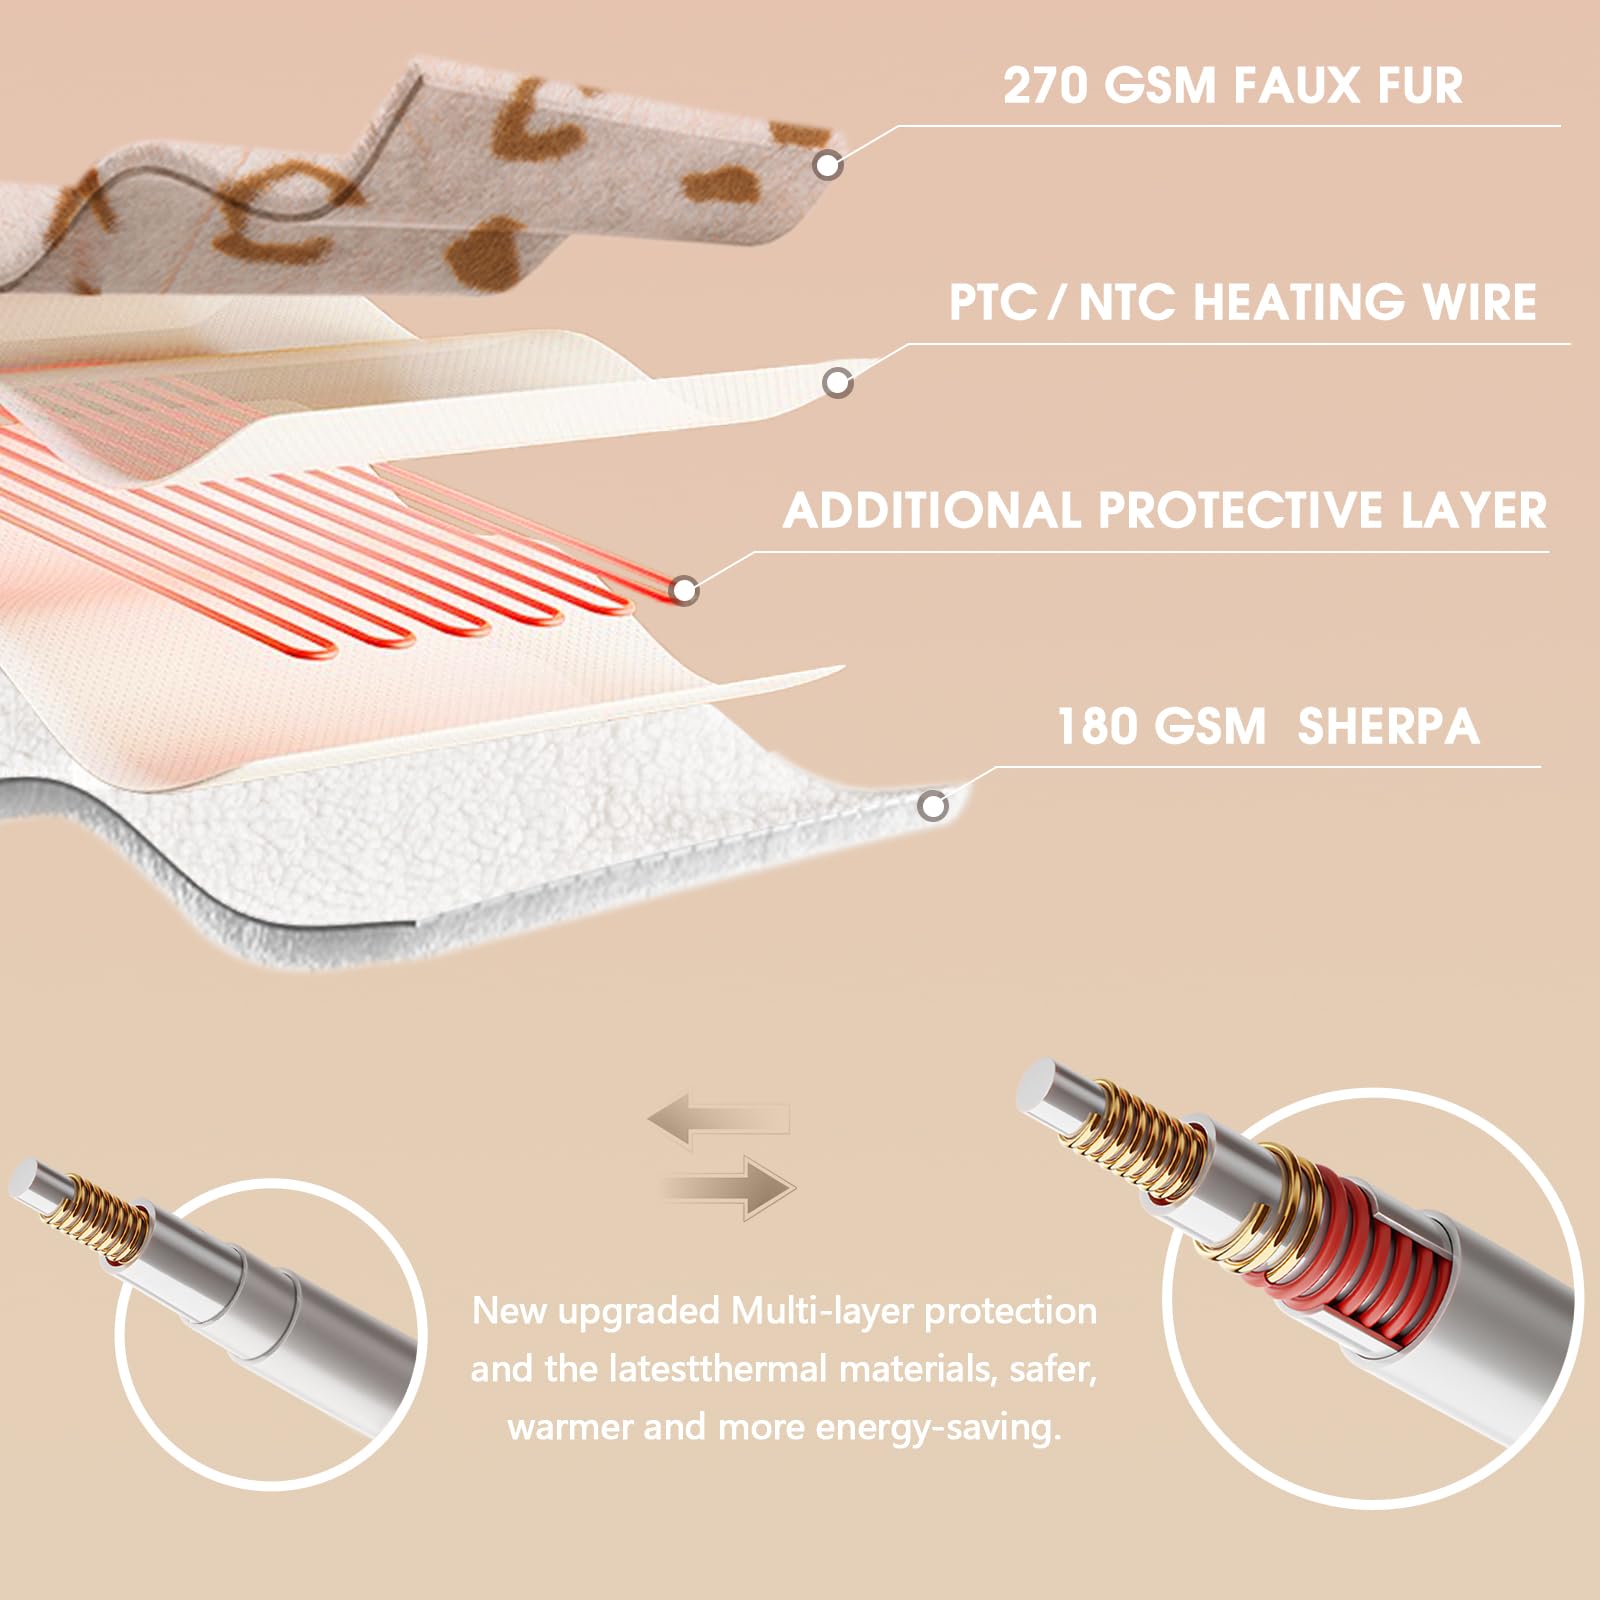 270 GSM FAUX FUR
PTC / NTC HEATING WIRE
ADDITIONAL PROTECTIVE LAYER
180 GSM SHERPA
New upgraded Multi-layer protection
and the latestthermal materials, safer,
warmer and more energy-saving.